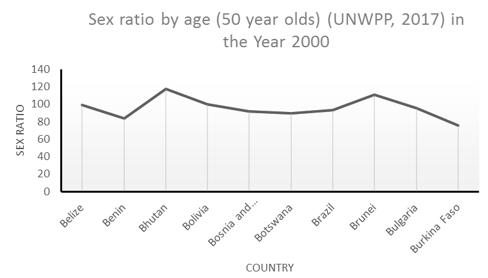 Sex ratio by age (50 year olds) (UNWPP, 2017) in
the Year 2000
140
120
100
80
60
40
20
0
SEX RATIO
Belize
Benin
Bhutan
Bolivia
Bosnia and...
Botswana
Brazil
Brunei
Bulgaria
Burkina Faso
COUNTRY